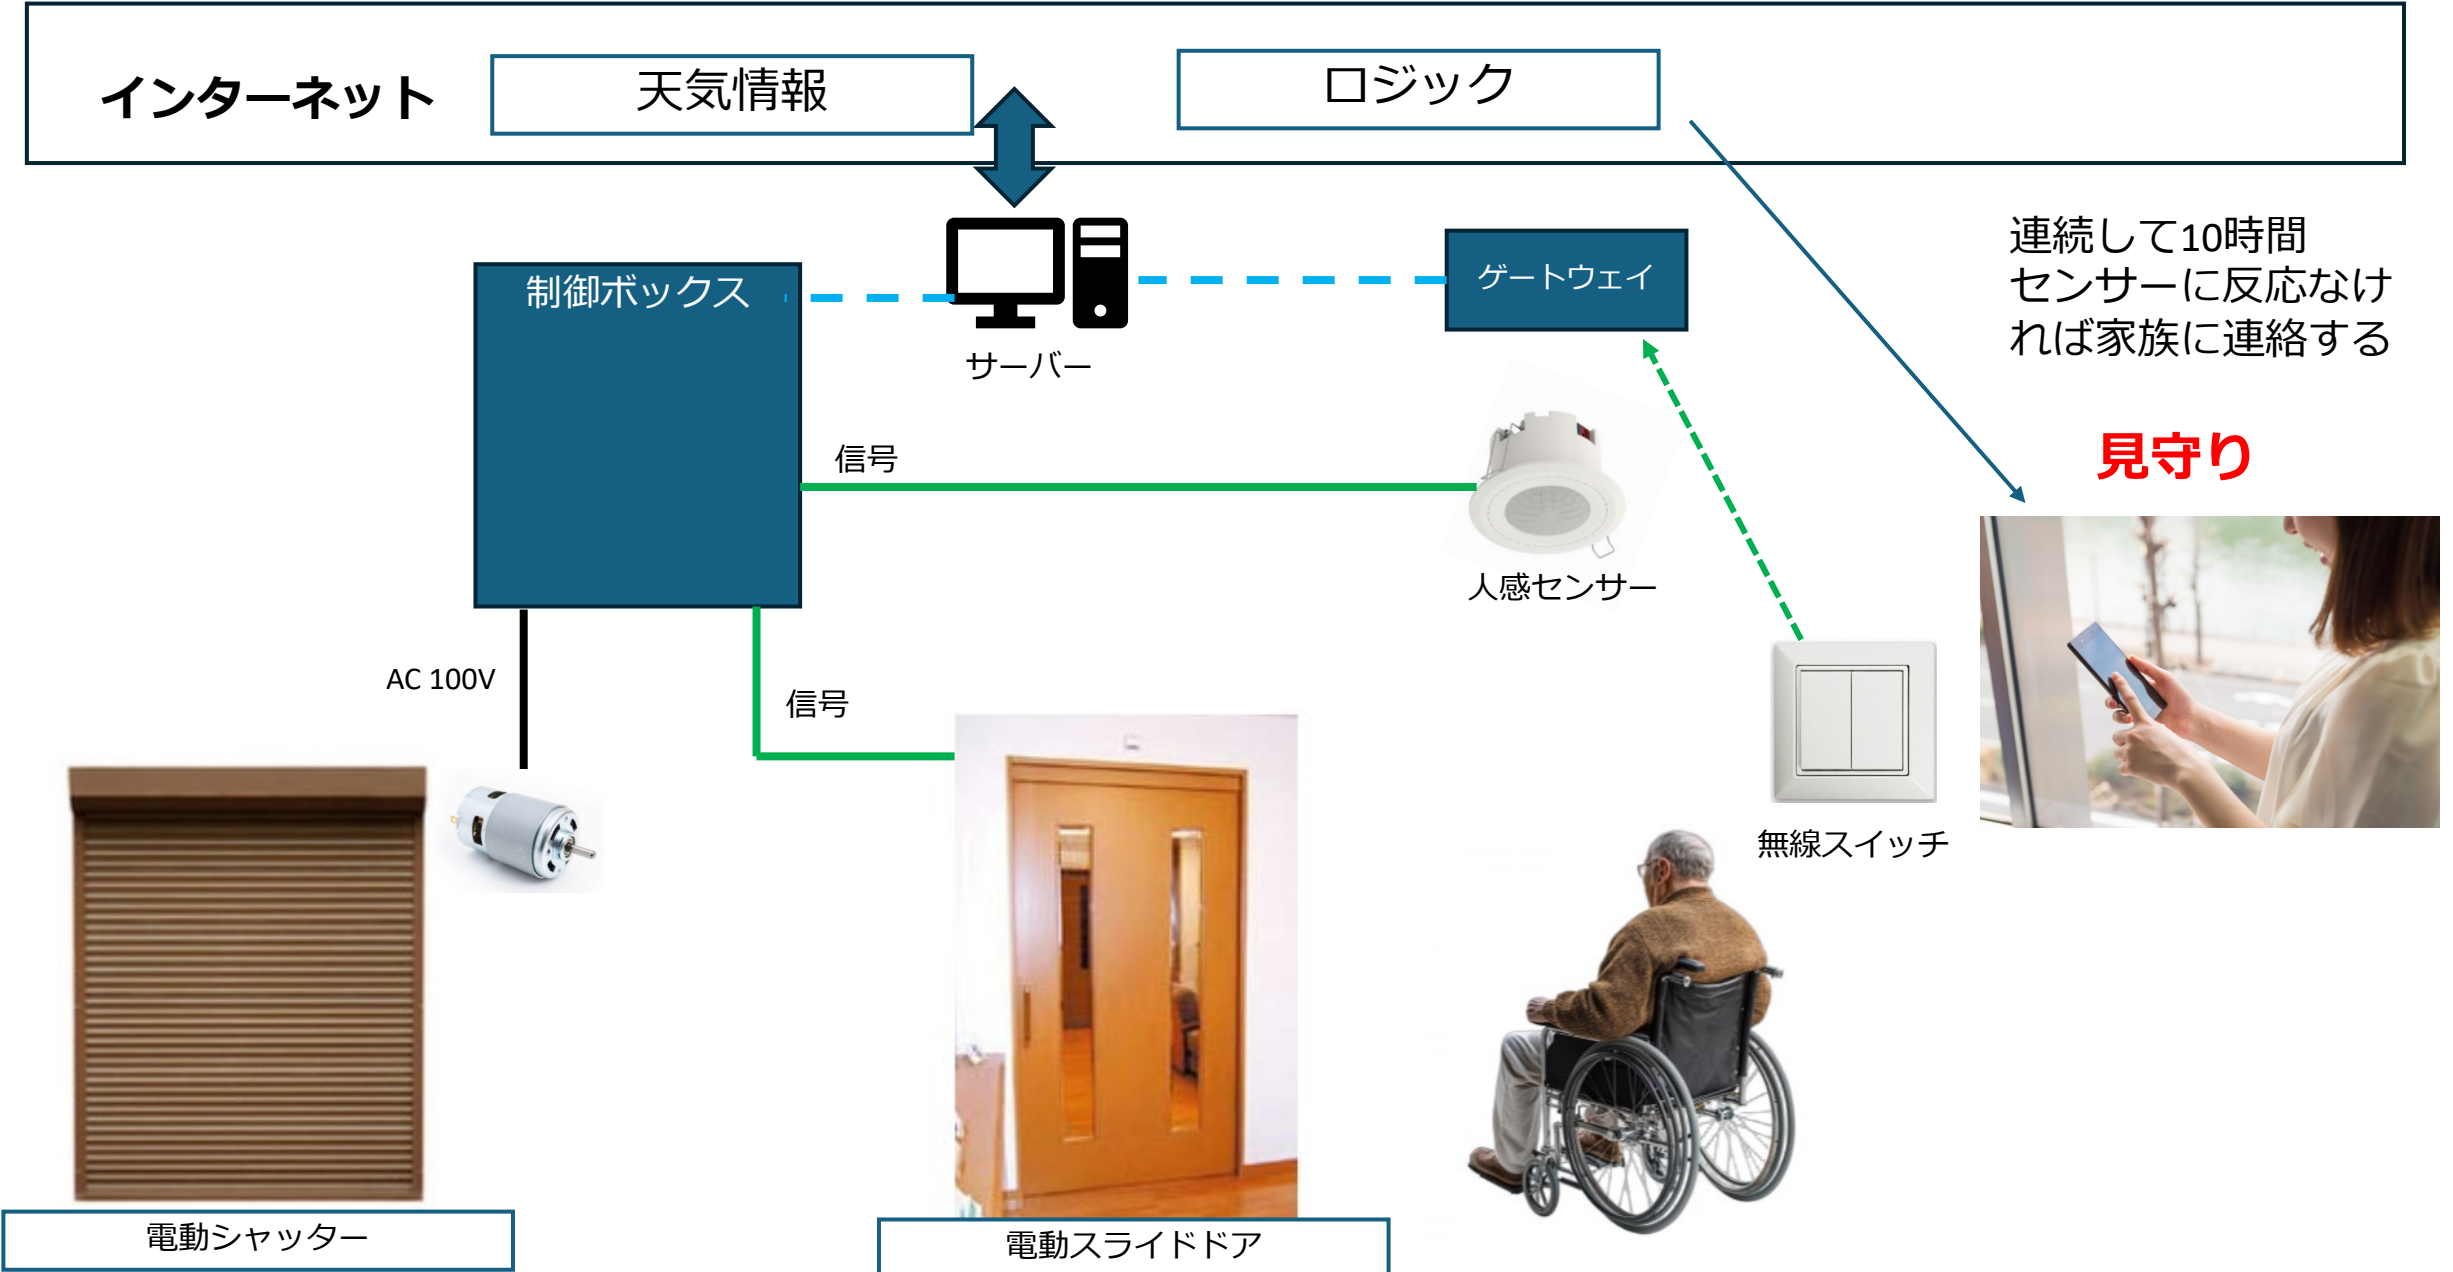 インターネット
天気情報
ロジック
制御ボックス
サーバー
ゲートウェイ
連続して10時間
センサーに反応なけ
れば家族に連絡する
見守り
信号
人感センサー
AC 100V
信号
無線スイッチ
電動シャッター
電動スライドドア